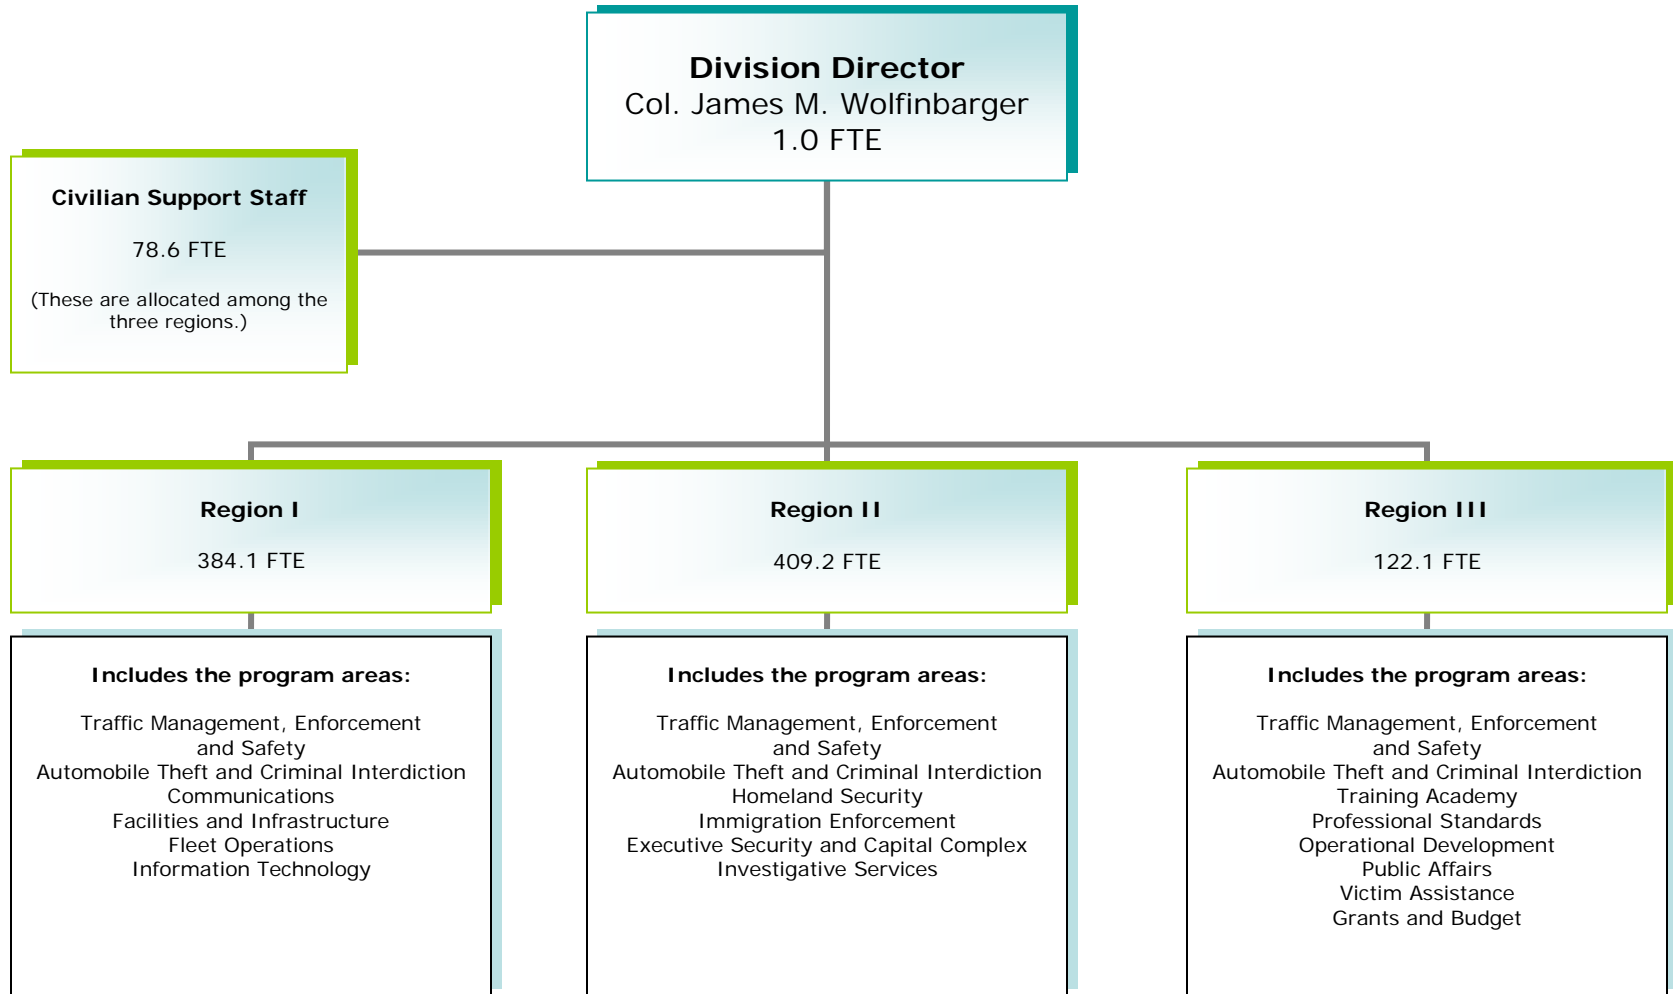 Division Director
Col. James M. Wolfinbarger
1.0 FTE
Civilian Support Staff
78.6 FTE
(These are allocated among the
three regions.)
Region I
384.1 FTE
Region II
409.2 FTE
Region III
122.1 FTE
Includes the program areas:
Traffic Management, Enforcement
and Safety
Automobile Theft and Criminal Interdiction
Communications
Facilities and Infrastructure
Fleet Operations
Information Technology
Includes the program areas:
Traffic Management, Enforcement
and Safety
Automobile Theft and Criminal Interdiction
Homeland Security
Immigration Enforcement
Executive Security and Capital Complex
Investigative Services
Includes the program areas:
Traffic Management, Enforcement
and Safety
Automobile Theft and Criminal Interdiction
Training Academy
Professional Standards
Operational Development
Public Affairs
Victim Assistance
Grants and Budget